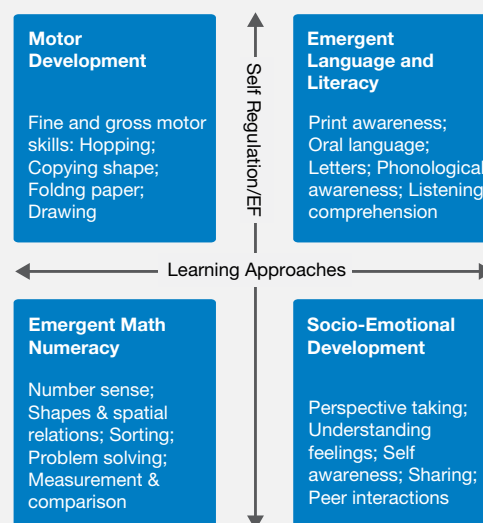 Motor
Development
Fine and gross motor
skills: Hopping;
Copying shape;
Foldng paper;
Drawing
Self Regulation/EF
Emergent
Language and
Literacy
Print awareness;
Oral language;
Letters; Phonological
awareness; Listening
comprehension
Learning Approaches
Emergent Math
Numeracy
Number sense;
Shapes & spatial
relations; Sorting;
Problem solving;
Measurement &
comparison
Socio-Emotional
Development
Perspective taking;
Understanding
feelings; Self
awareness; Sharing;
Peer interactions